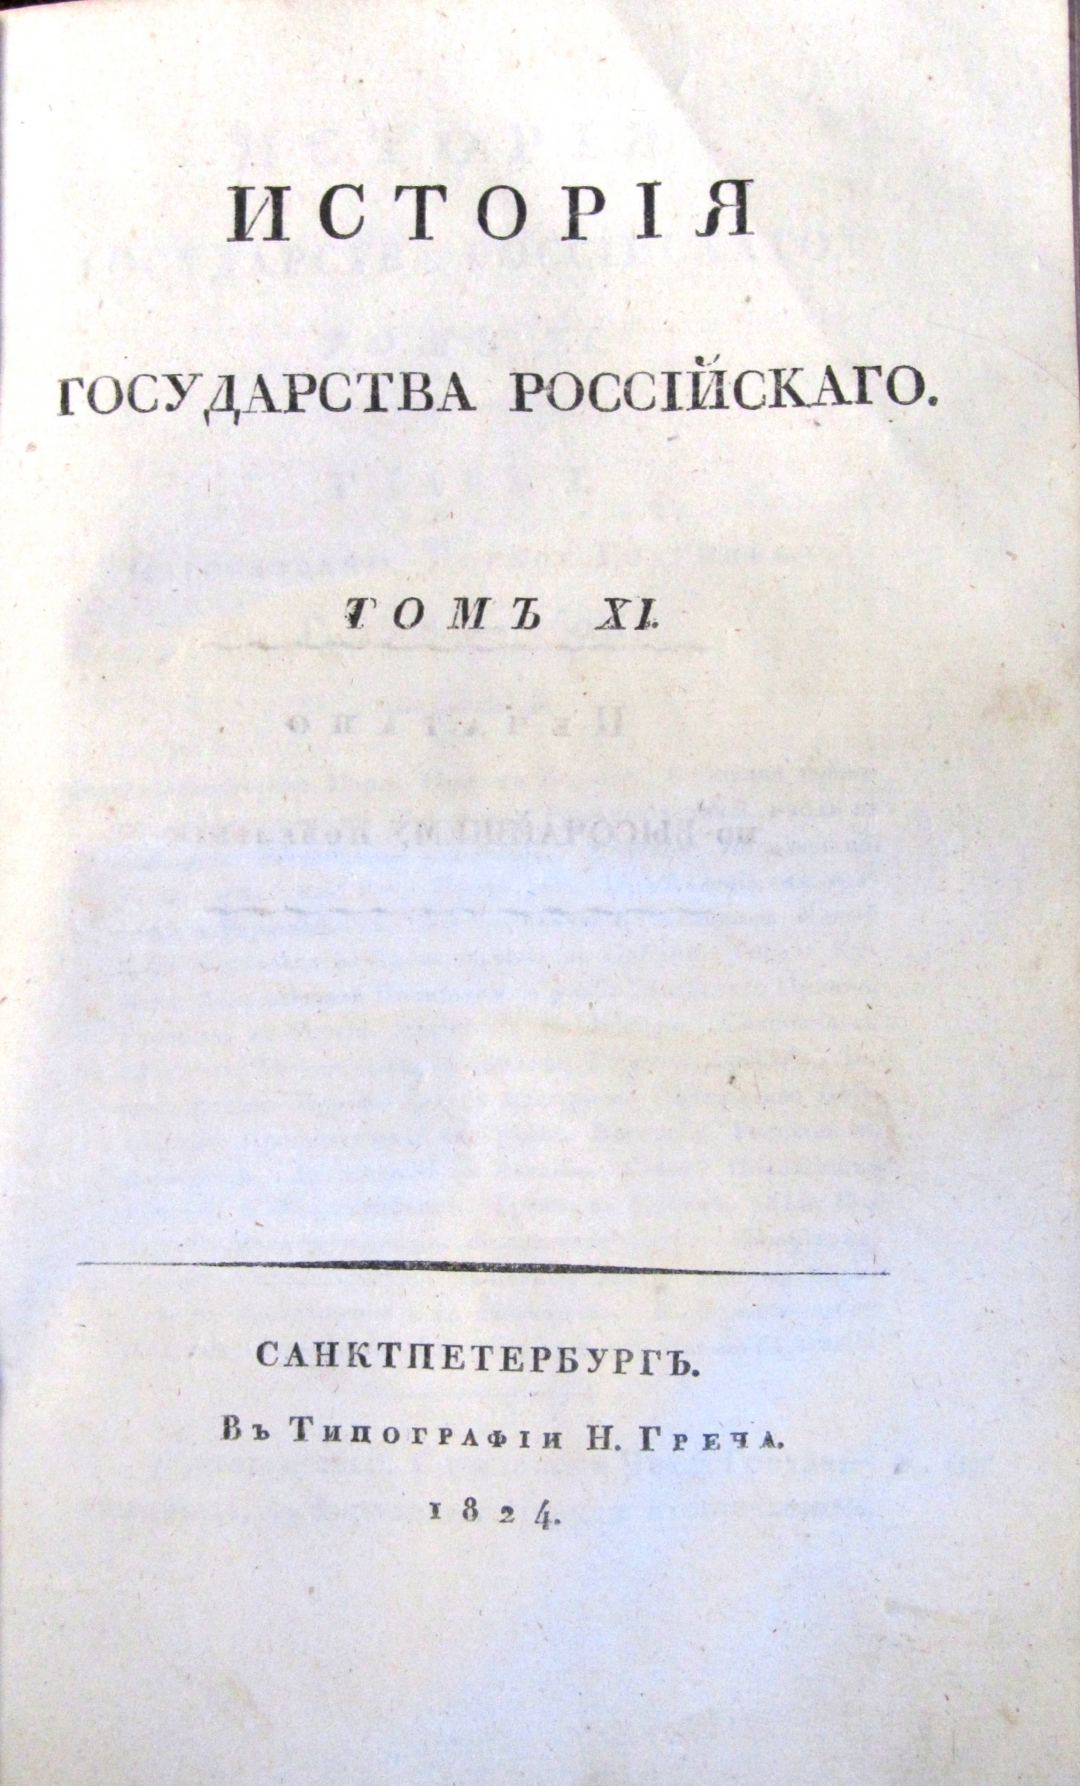 ИСТОРІЯ
ГОСУДАРСТВА РОССІЙСКАГО.
ТОМЪ XI.
САНКТПЕТЕРБУРГЪ.
Въ Типографіи Н. Греча.
1824.